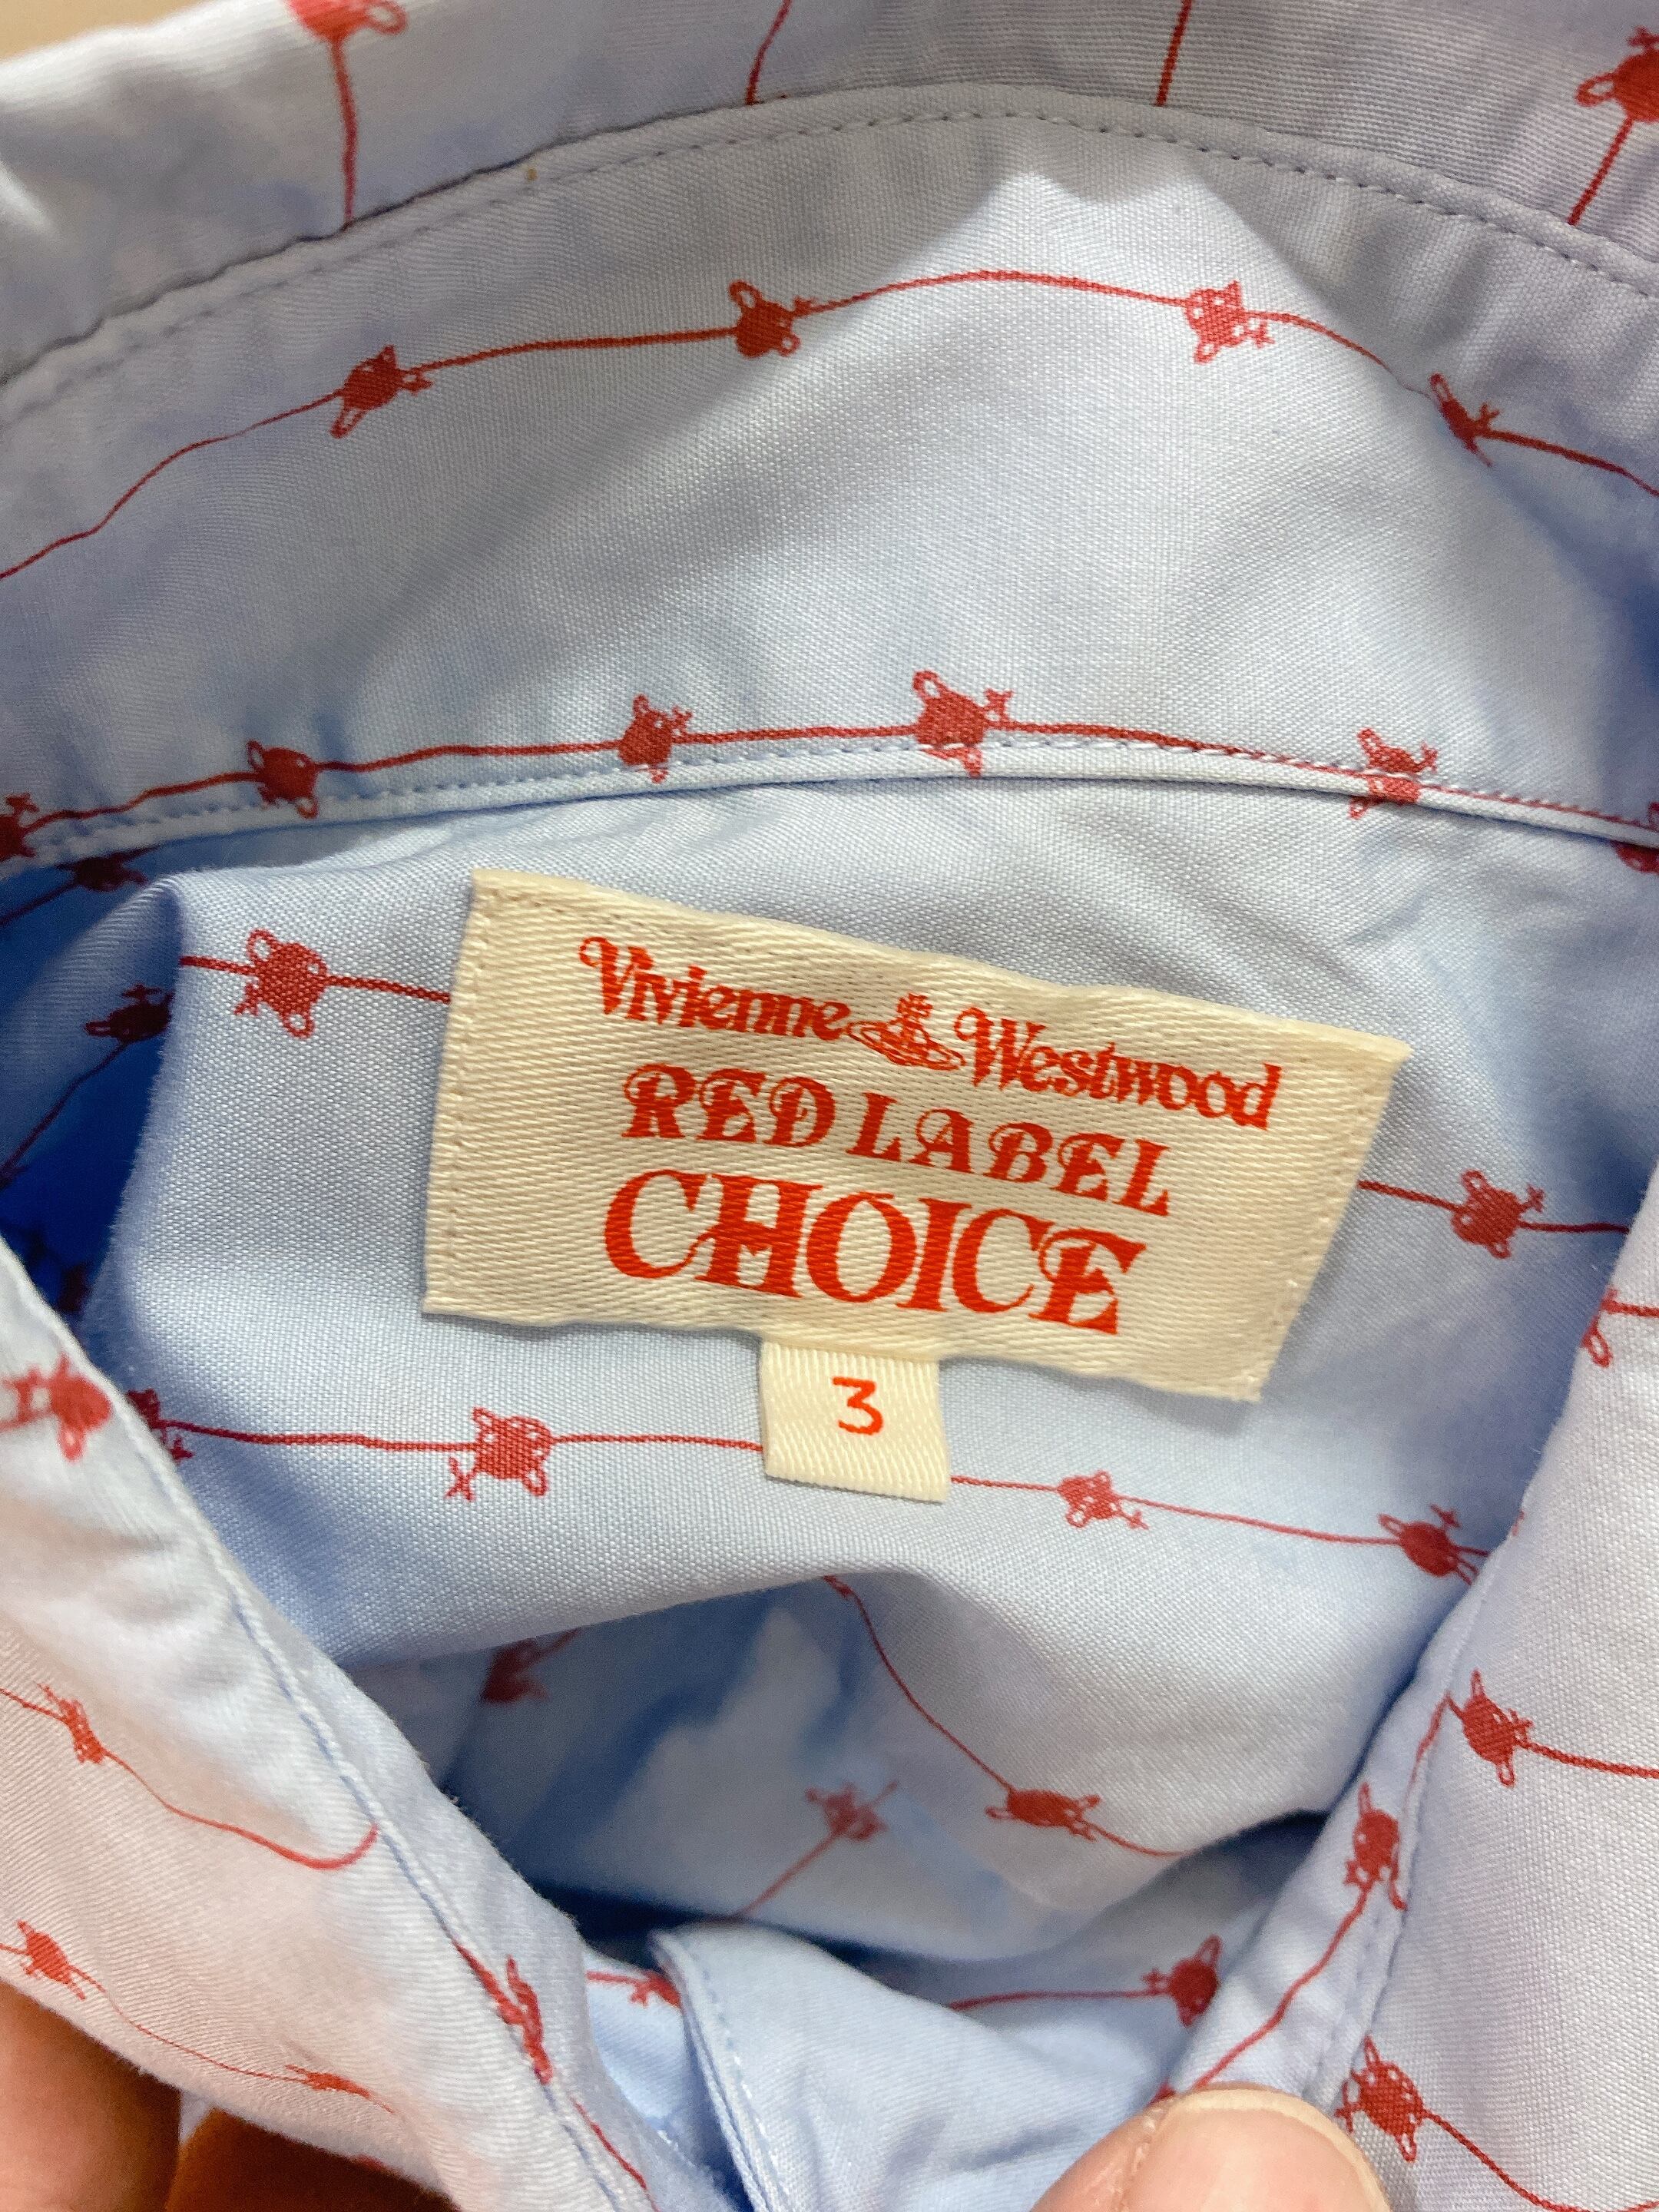 Vivienne Westwood
RED LABEL
CHOICE
3